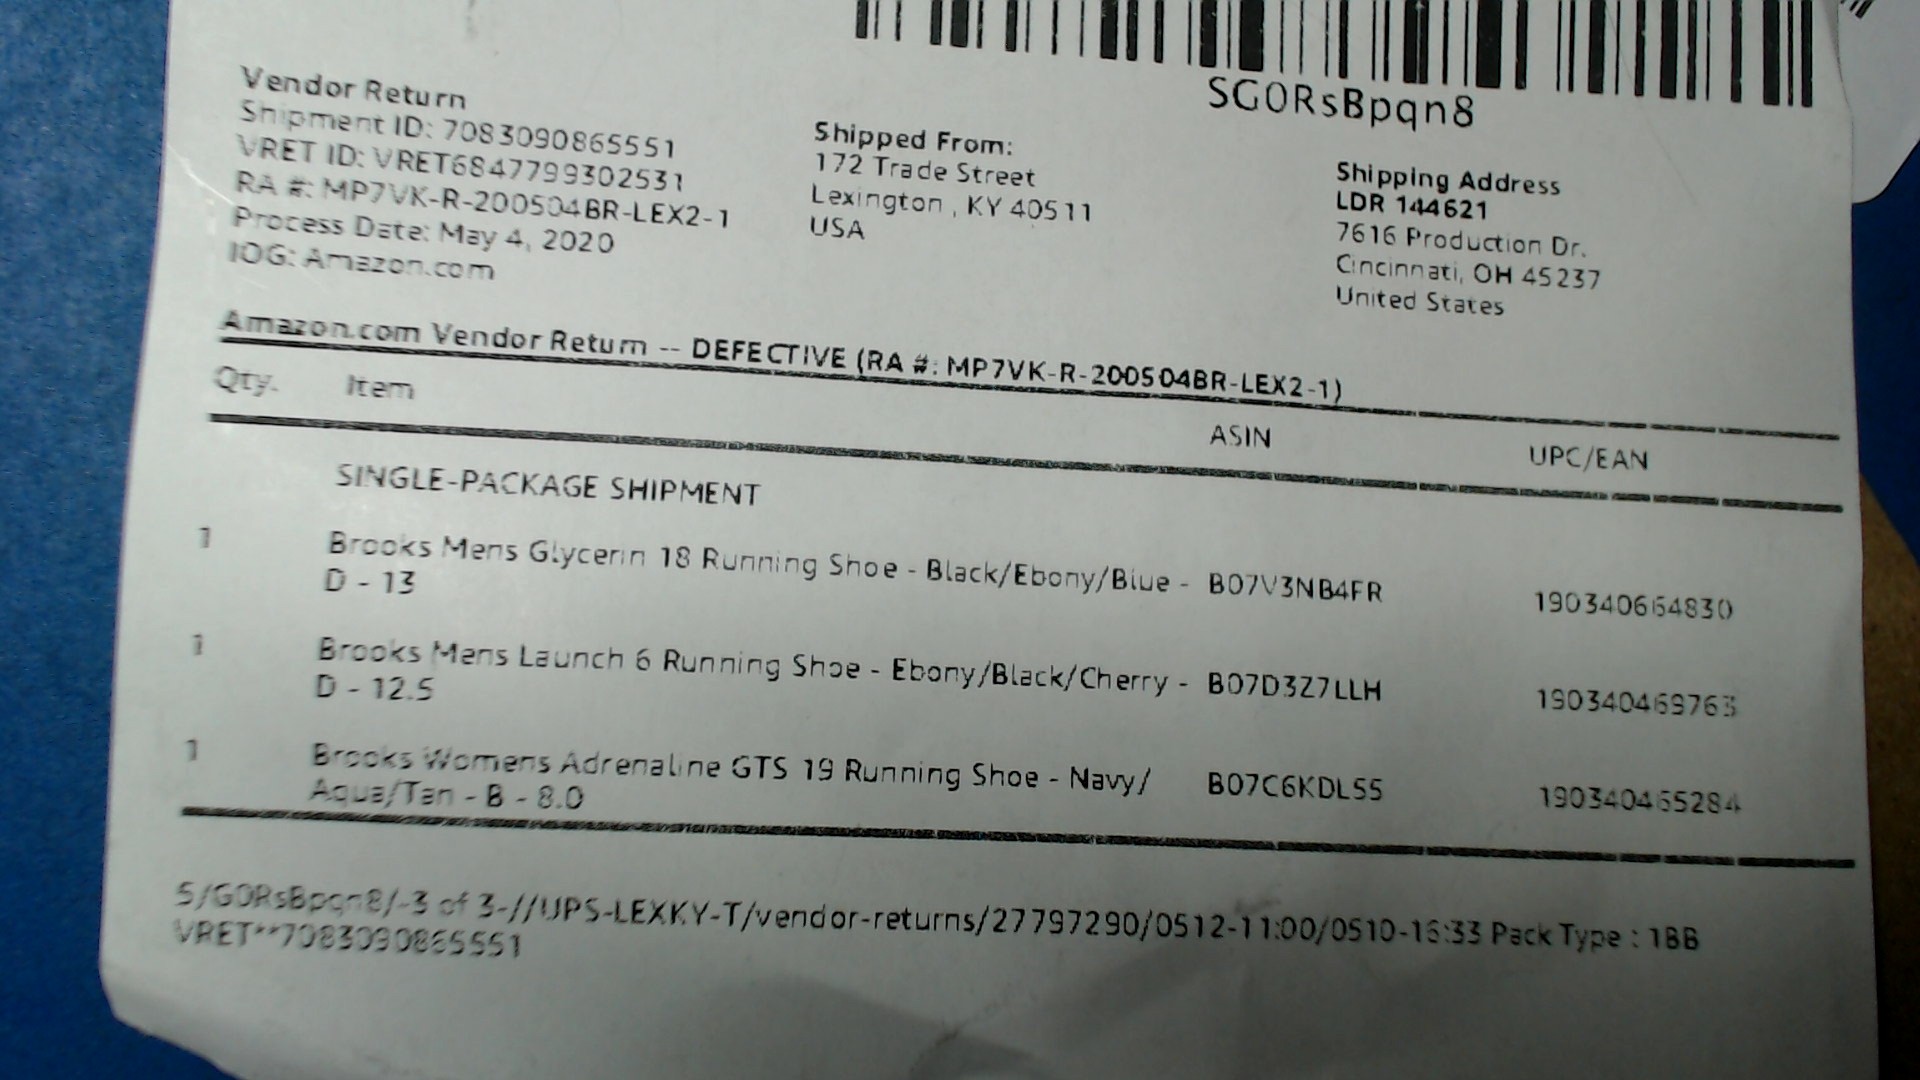 SG0RsBpqn8
Vendor Return
Shipment ID: 7083090865551
VRET ID: VRET6847799302531
RA #: MP7VK-R-200504BR-LEX2-1
Process Date: May 4, 2020
IOG: Amazon.com
Shipped From:
172 Trade Street
Lexington , KY 40511
USA
Shipping Address
LDR 144621
7616 Production Dr.
Cincinnati, OH 45237
United States
Amazon.com Vendor Return -- DEFECTIVE (RA #: MP7VK-R-200504BR-LEX2-1)
Qty. Item ASIN UPC/EAN
SINGLE-PACKAGE SHIPMENT
1 Brooks Mens Glycerin 18 Running Shoe - Black/Ebony/Blue - B07V3NB4FR 190340664830
D - 13
1 Brooks Mens Launch 6 Running Shoe - Ebony/Black/Cherry - B07D3Z7LLH 190340469763
D - 12.5
1 Brooks Womens Adrenaline GTS 19 Running Shoe - Navy/ B07C6KDLS5 190340465284
Aqua/Tan - B - 8.0
S/G0RsBpqn8/-3 of 3-//UPS-LEXKY-T/vendor-returns/27797290/0512-11:00/0510-16:33 Pack Type : 1BB
VRET**7083090865551